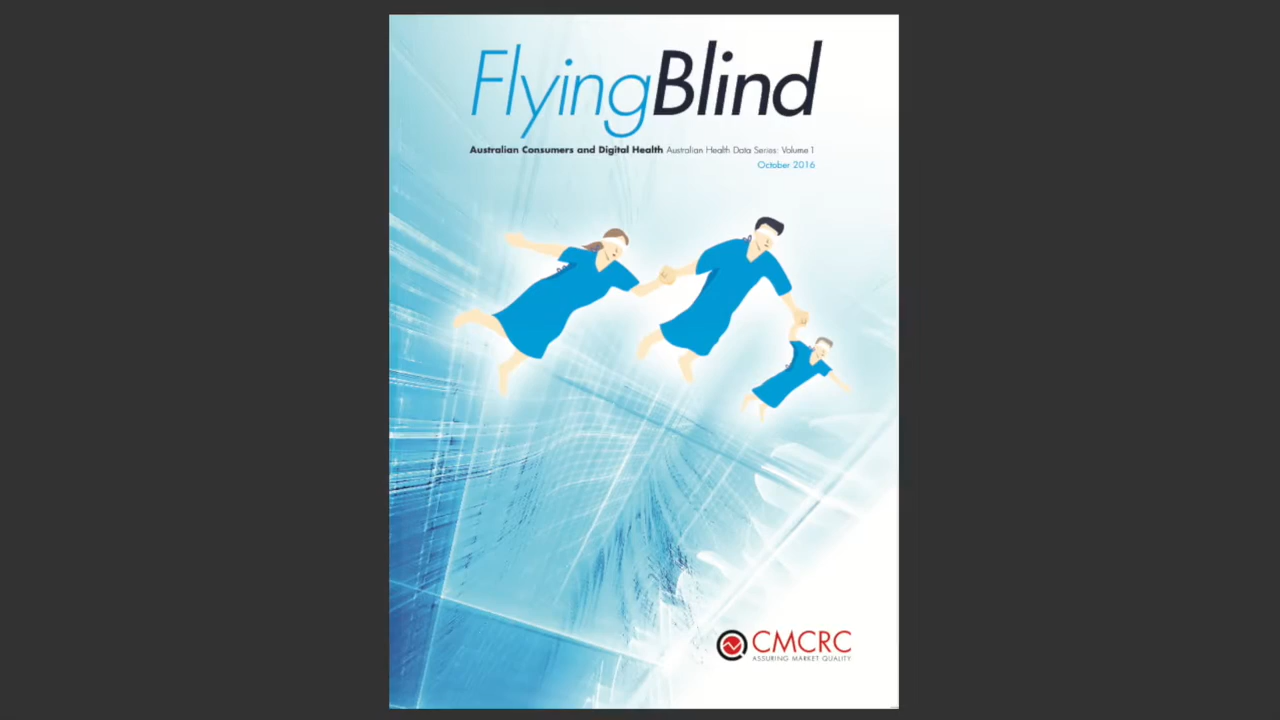 FlyingBlind
Australian Consumers and Digital Health Australian Health Data Series: Volume 1
October 2016
CMCRC
ASSURING MARKET QUALITY